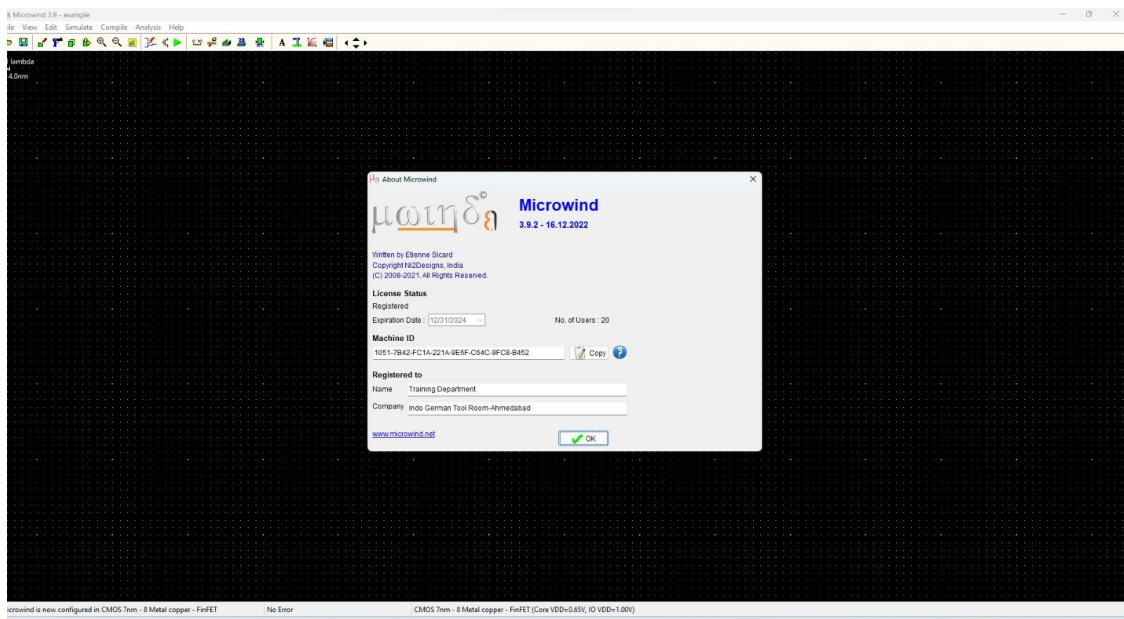 Microwind 3.9 - example
View Edit Simulate Compile Analysis Help
lambda
4.0nm
About Microwind
μωιηδ
Microwind
3.9.2 - 16.12.2022
Written by Etienne Sicard
Copyright Ni2Designs, India
(C) 2008-2021. All Rights Reserved.
License Status
Registered
Expiration Date : 12/31/2024 No. of Users : 20
Machine ID
1051-7B42-FC1A-221A-9E6F-C64C-9FC8-B452 Copy
Registered to
Name Training Department
Company Indo German Tool Room-Ahmedabad
www.microwind.net OK
icrowind is now configured in CMOS 7nm - 8 Metal copper - FinFET No Error CMOS 7nm - 8 Metal copper - FinFET (Core VDD=0.65V, IO VDD=1.00V)